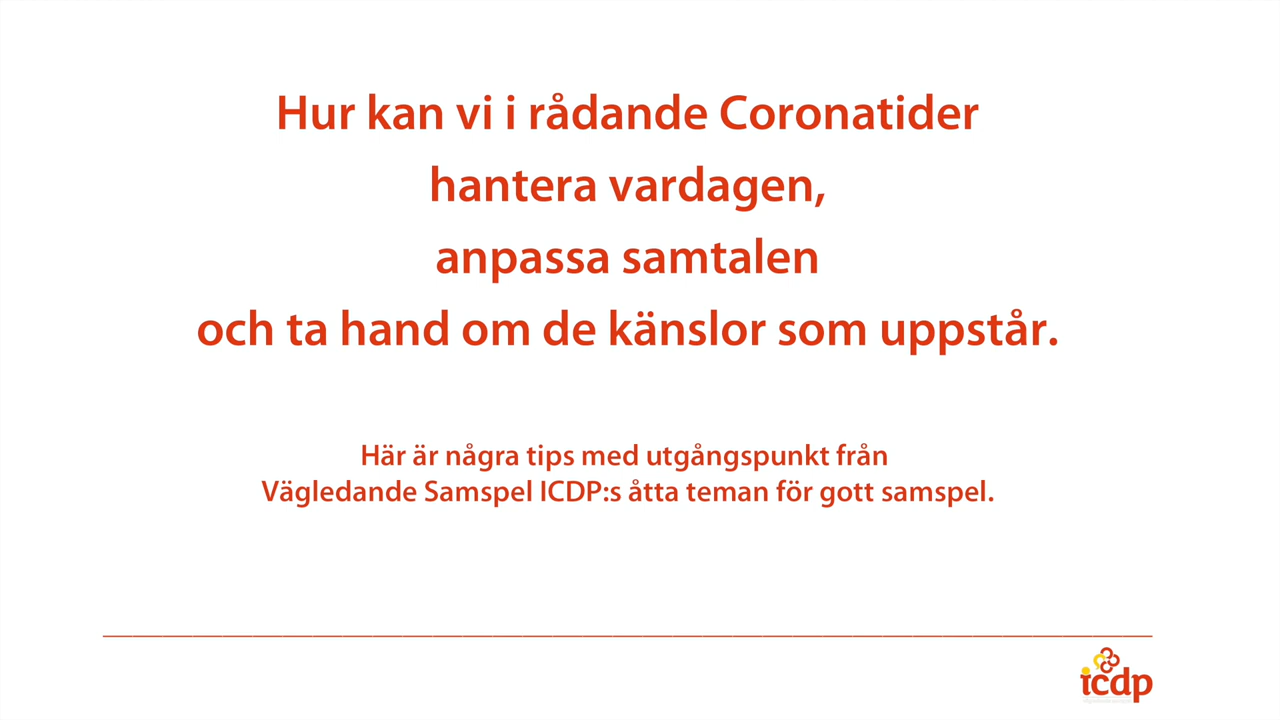 Hur kan vi i rådande Coronatider
hantera vardagen,
anpassa samtalen
och ta hand om de känslor som uppstår.
Här är några tips med utgångspunkt från
Vägledande Samspel ICDP:s åtta teman för gott samspel.
icdp